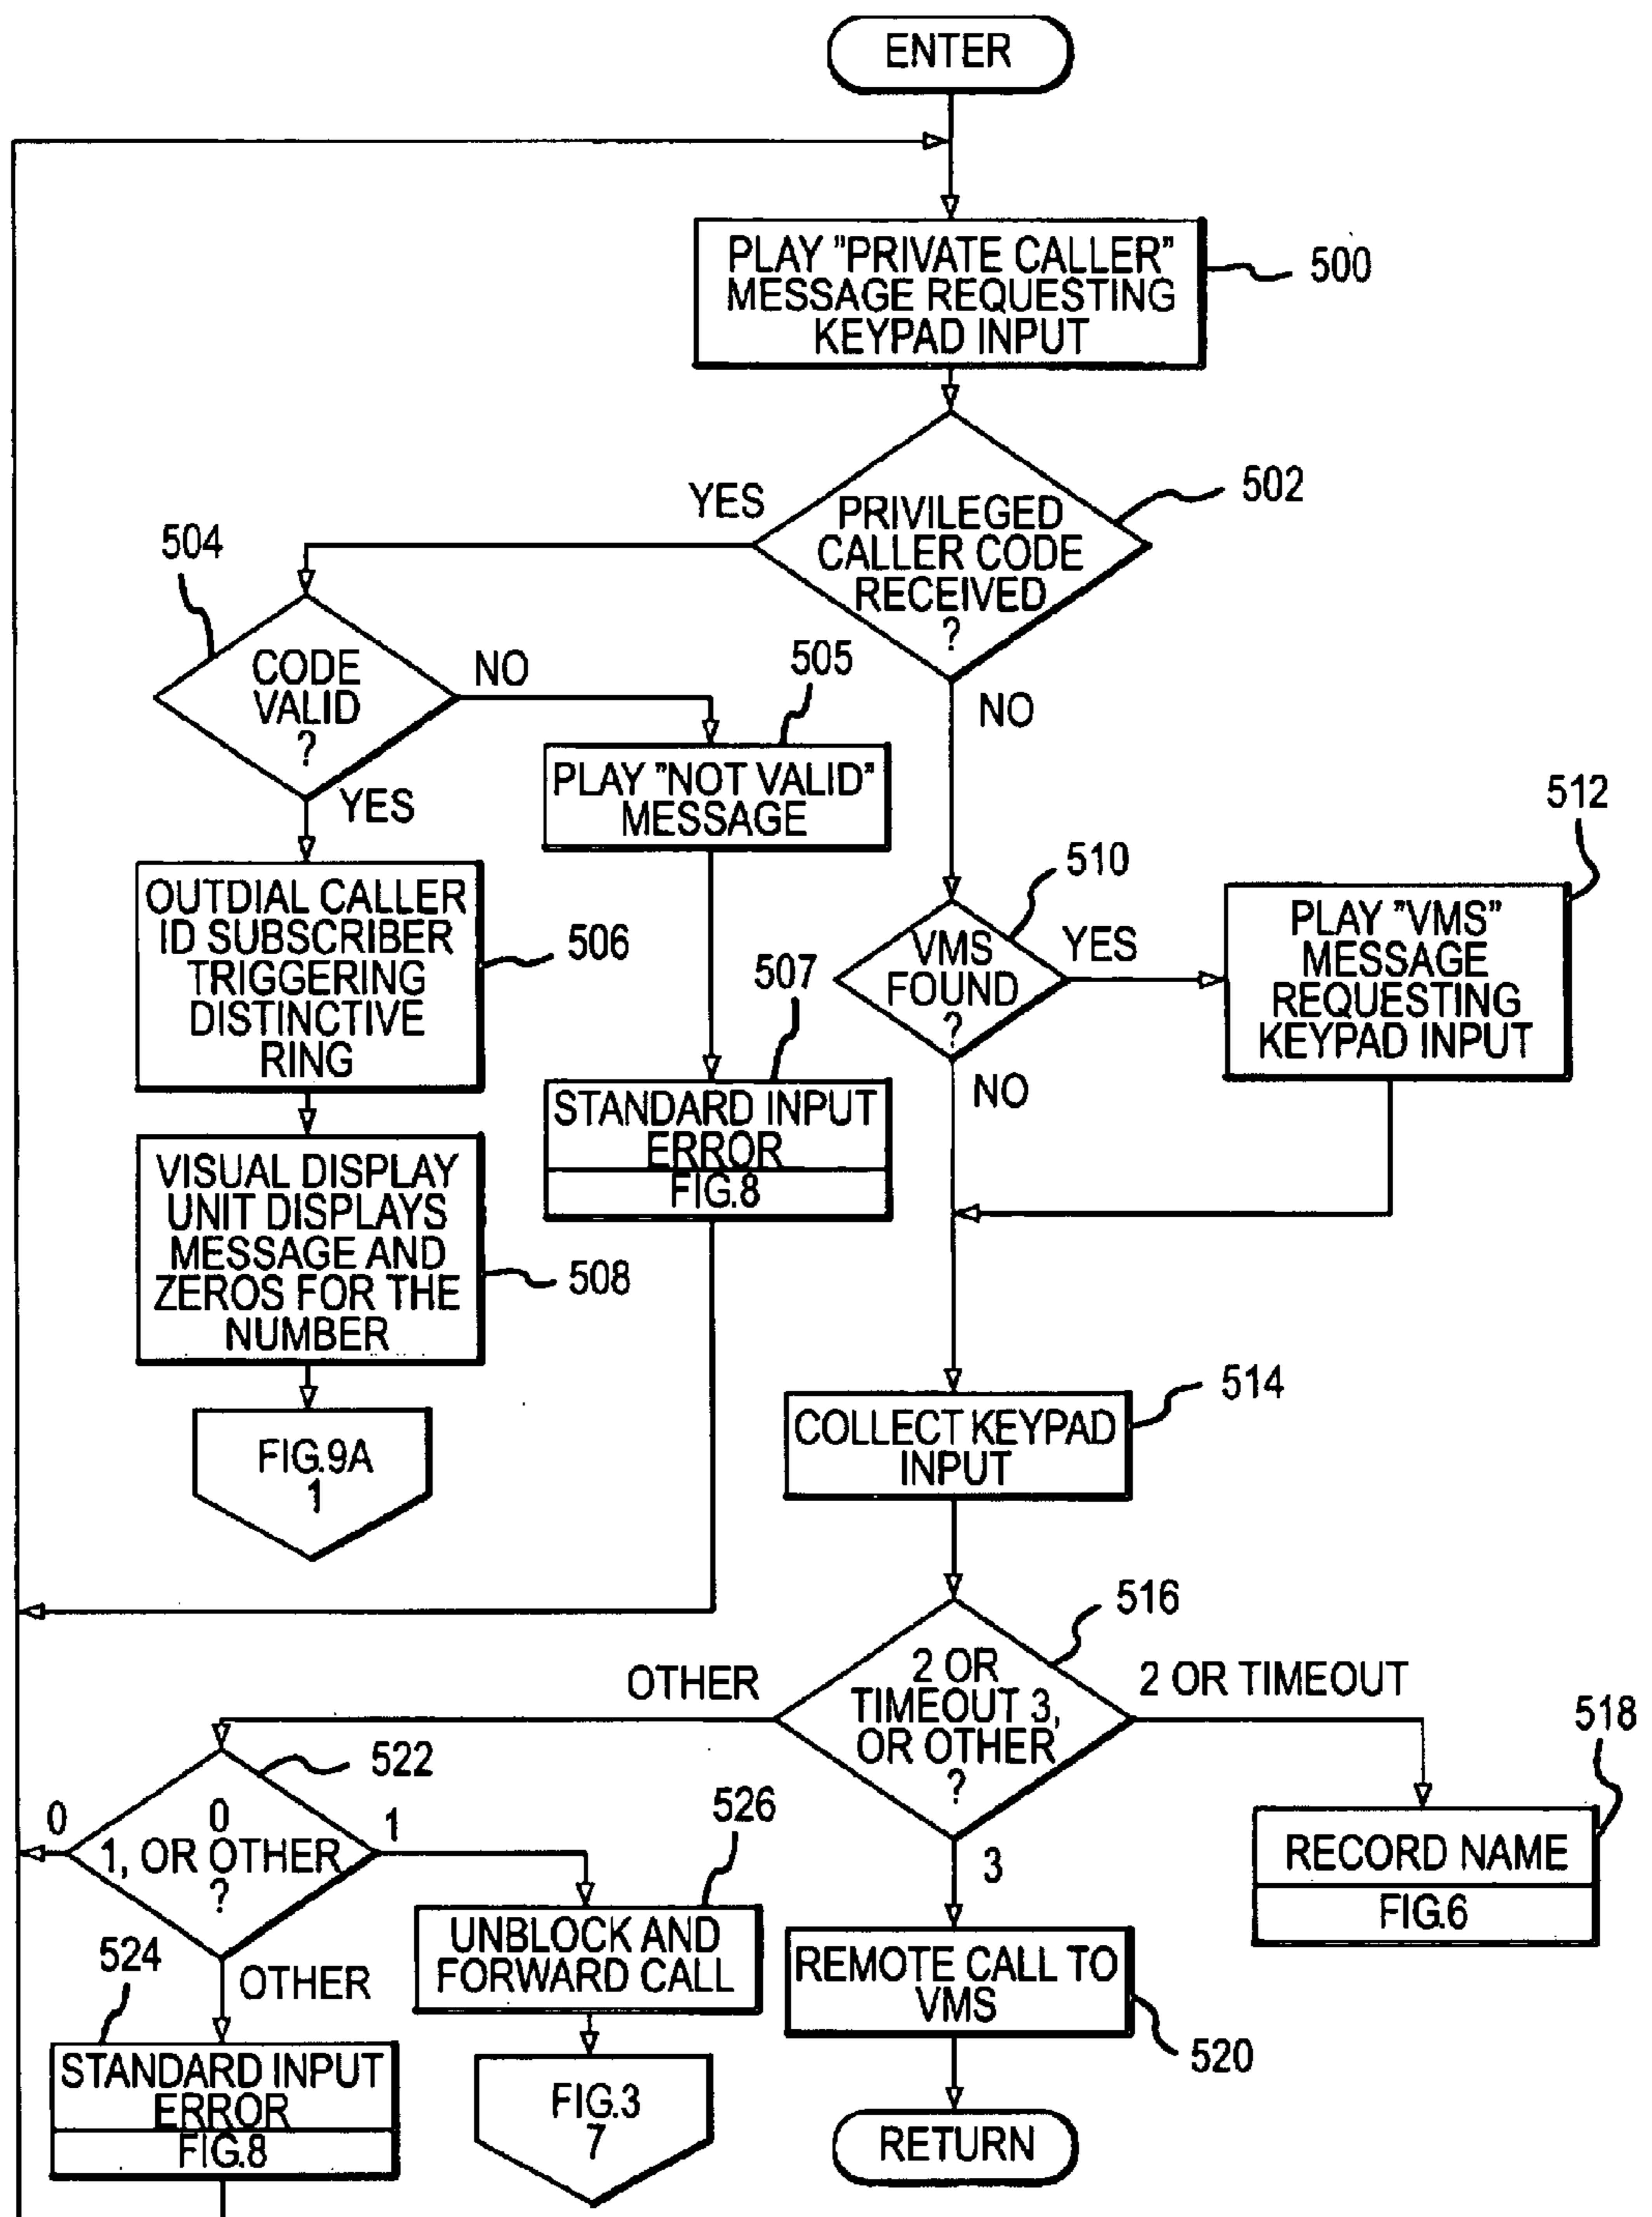 ENTER
PLAY "PRIVATE CALLER"
MESSAGE REQUESTING
KEYPAD INPUT
500
PRIVILEGED
CALLER CODE
RECEIVED
?
502
YES
NO
504
CODE
VALID
?
NO
YES
505
PLAY "NOT VALID"
MESSAGE
OUTDIAL CALLER
ID SUBSCRIBER
TRIGGERING
DISTINCTIVE
RING
506
507
STANDARD INPUT
ERROR
FIG.8
510
VMS
FOUND
?
YES
NO
512
PLAY "VMS"
MESSAGE
REQUESTING
KEYPAD INPUT
VISUAL DISPLAY
UNIT DISPLAYS
MESSAGE AND
ZEROS FOR THE
NUMBER
508
FIG.9A
1
COLLECT KEYPAD
INPUT
514
516
2 OR
TIMEOUT 3,
OR OTHER
?
OTHER
2 OR TIMEOUT
3
518
RECORD NAME
FIG.6
522
0
1, OR OTHER
?
0
1
OTHER
526
UNBLOCK AND
FORWARD CALL
524
STANDARD INPUT
ERROR
FIG.8
FIG.3
7
REMOTE CALL TO
VMS
520
RETURN